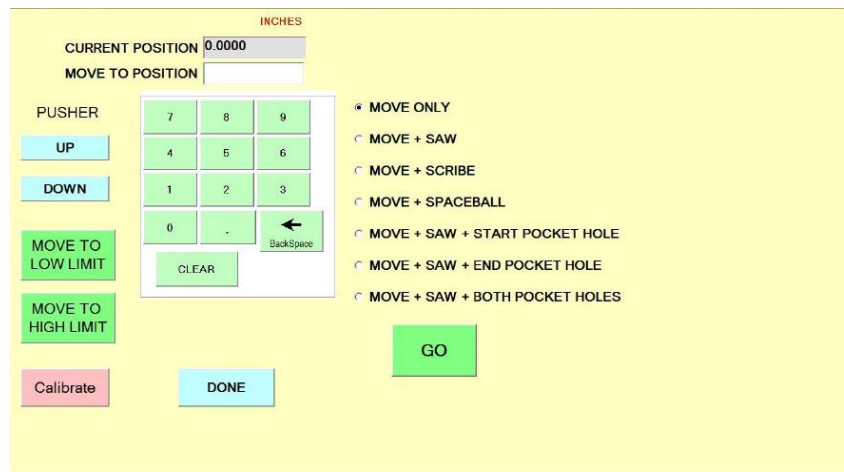 INCHES
CURRENT POSITION 0.0000
MOVE TO POSITION
PUSHER
UP
DOWN
MOVE TO
LOW LIMIT
MOVE TO
HIGH LIMIT
Calibrate
7 8 9
4 5 6
1 2 3
0 . BackSpace
CLEAR
DONE
MOVE ONLY
MOVE + SAW
MOVE + SCRIBE
MOVE + SPACEBALL
MOVE + SAW + START POCKET HOLE
MOVE + SAW + END POCKET HOLE
MOVE + SAW + BOTH POCKET HOLES
GO